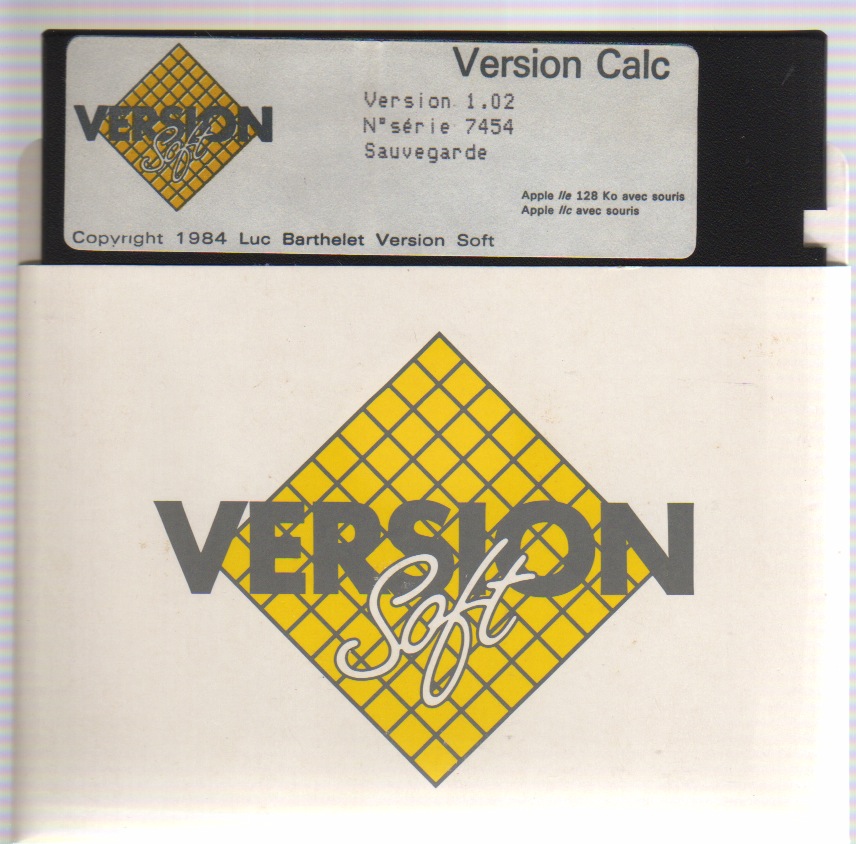 Version Calc
VERSION
Soft
Version 1.02
N°série 7454
Sauvegarde
Apple //e 128 Ko avec souris
Apple //c avec souris
Copyright 1984 Luc Barthelet Version Soft
VERSION
Soft